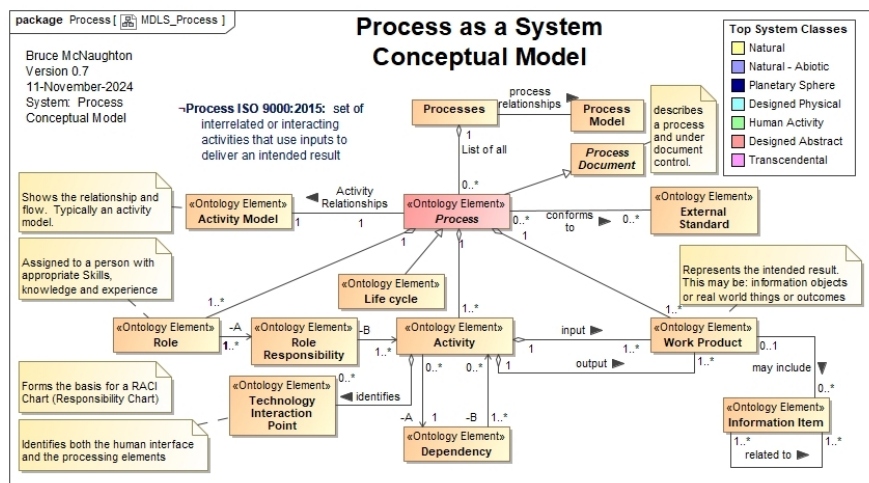 package Process [ MDLS_Process ]
Process as a System
Conceptual Model
Bruce McNaughton
Version 0.7
11-November-2024
System: Process
Conceptual Model
¬Process ISO 9000:2015: set of
interrelated or interacting
activities that use inputs to
deliver an intended result
Top System Classes
Natural
Natural - Abiotic
Planetary Sphere
Designed Physical
Human Activity
Designed Abstract
Transcendental
Processes
process
relationships
Process
Model
describes
a process
and under
document
control.
1
List of all
0..*
Process
Document
Shows the relationship and
flow. Typically an activity
model.
«Ontology Element»
Activity Model
Activity
Relationships
1
1
«Ontology Element»
Process
0..*
conforms
to
0..*
«Ontology Element»
External
Standard
1
1
1
Assigned to a person with
appropriate Skills,
knowledge and experience
«Ontology Element»
Life cycle
Represents the intended result.
This may be: information objects
or real world things or outcomes
1..*
1..*
1..*
«Ontology Element»
Role
-A
1..*
«Ontology Element»
Role
Responsibility
-B
1..*
«Ontology Element»
Activity
input
1
1..*
output
1
1..*
«Ontology Element»
Work Product
0..1
may include
0..*
Forms the basis for a RACI
Chart (Responsibility Chart)
«Ontology Element»
Technology
Interaction
Point
0..*
identifies
0..*
0..*
-A
1
-B
1..*
«Ontology Element»
Dependency
«Ontology Element»
Information Item
1..*
1..*
related to
Identifies both the human interface
and the processing elements